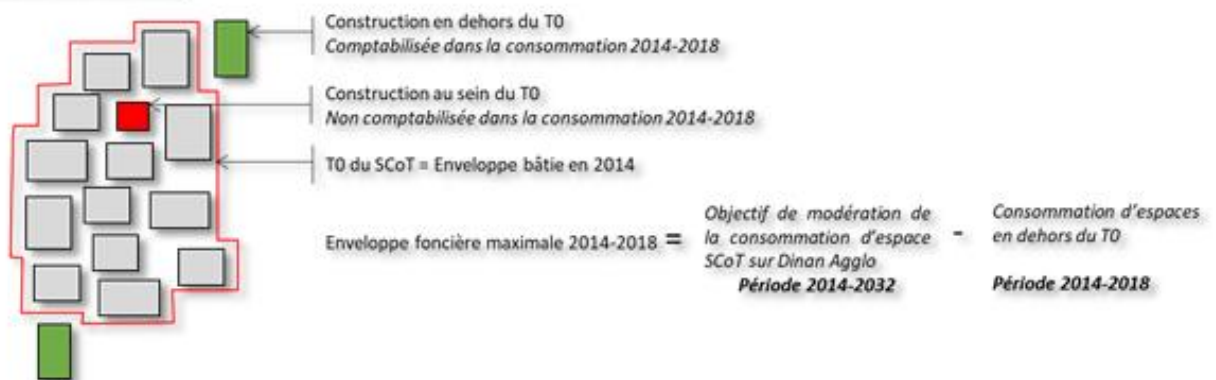 Construction en dehors du T0
Comptabilisée dans la consommation 2014-2018
Construction au sein du T0
Non comptabilisée dans la consommation 2014-2018
T0 du SCoT = Enveloppe bâtie en 2014
Enveloppe foncière maximale 2014-2018 =
Objectif de modération de
la consommation d'espace
SCoT sur Dinan Agglo
Période 2014-2032
-
Consommation d'espaces
en dehors du T0
Période 2014-2018